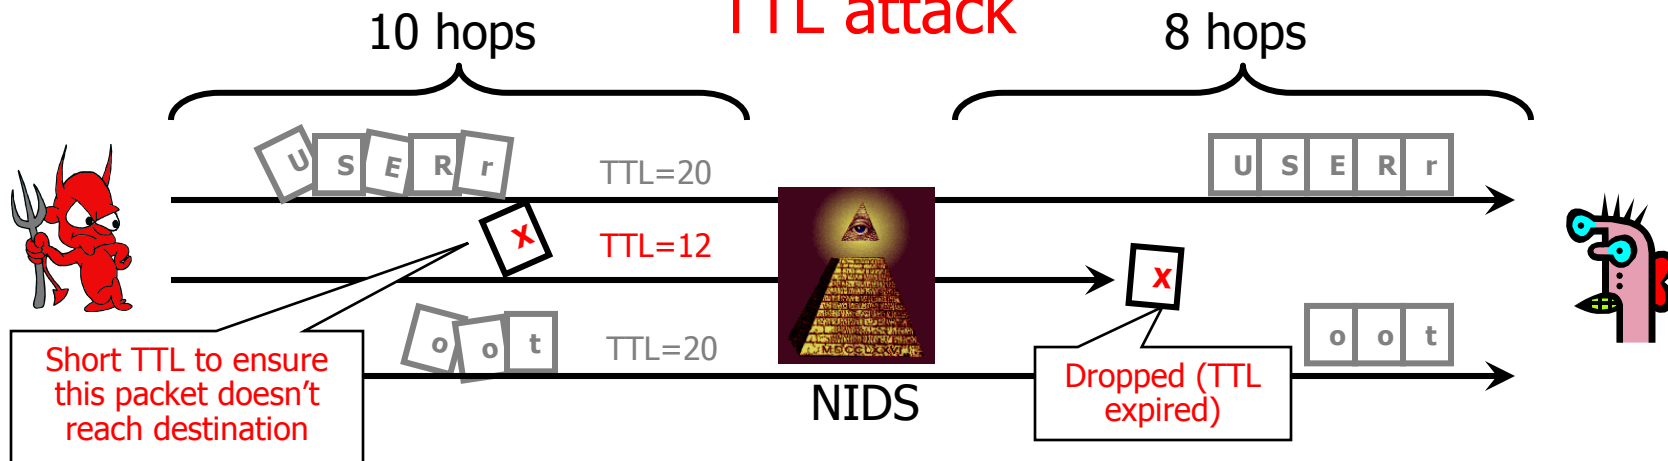 TTL attack
10 hops
8 hops
U S E R r
TTL=20
U S E R r
X
TTL=12
X
o o t
TTL=20
o o t
MDCCLXXVI
NIDS
Short TTL to ensure
this packet doesn't
reach destination
Dropped (TTL
expired)